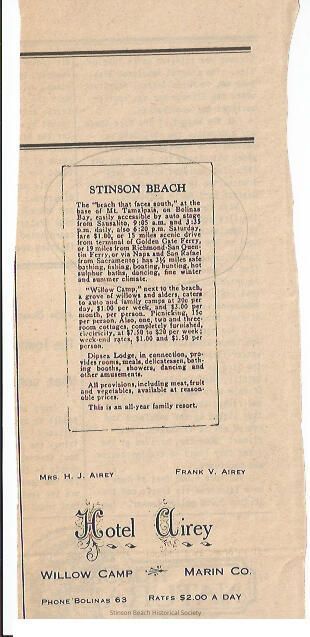 STINSON BEACH
The "beach that faces south," at the
base of Mt. Tamalpais, on Bolinas
Bay, easily accessible by auto stage
from Sausalito, 9:05 a.m. and 3:35
p.m. daily, also 6:20 p.m. Saturday,
fare $1.00, or 15 miles scenic drive
from terminal of Golden Gate Ferry,
or 19 miles from Richmond-San Quen-
tin Ferry, or via Napa and San Rafael
from Sacramento; has 3½ miles safe
bathing, fishing, boating, hunting, hot
sulphur baths, dancing, fine winter
and summer climate.
"Willow Camp," next to the beach,
a grove of willows and alders, caters
to auto and family camps at 20c per
day, $1.00 per week, and $3.00 per
month, per person. Picnicking, 15c
per person. Also, one, two and three-
room cottages, completely furnished,
electricity, at $7.50 to $20 per week;
week-end rates, $1.00 and $1.50 per
person.
Dipsea Lodge, in connection, pro-
vides rooms, meals, delicatessen, bath-
ing booths, showers, dancing and
other amusements.
All provisions, including meat, fruit
and vegetables, available at reason-
able prices.
This is an all-year family resort.
MRS. H. J. AIREY FRANK V. AIREY
Hotel Airey
WILLOW CAMP MARIN CO.
PHONE BOLINAS 63 RATES $2.00 A DAY
Stinson Beach Historical Society